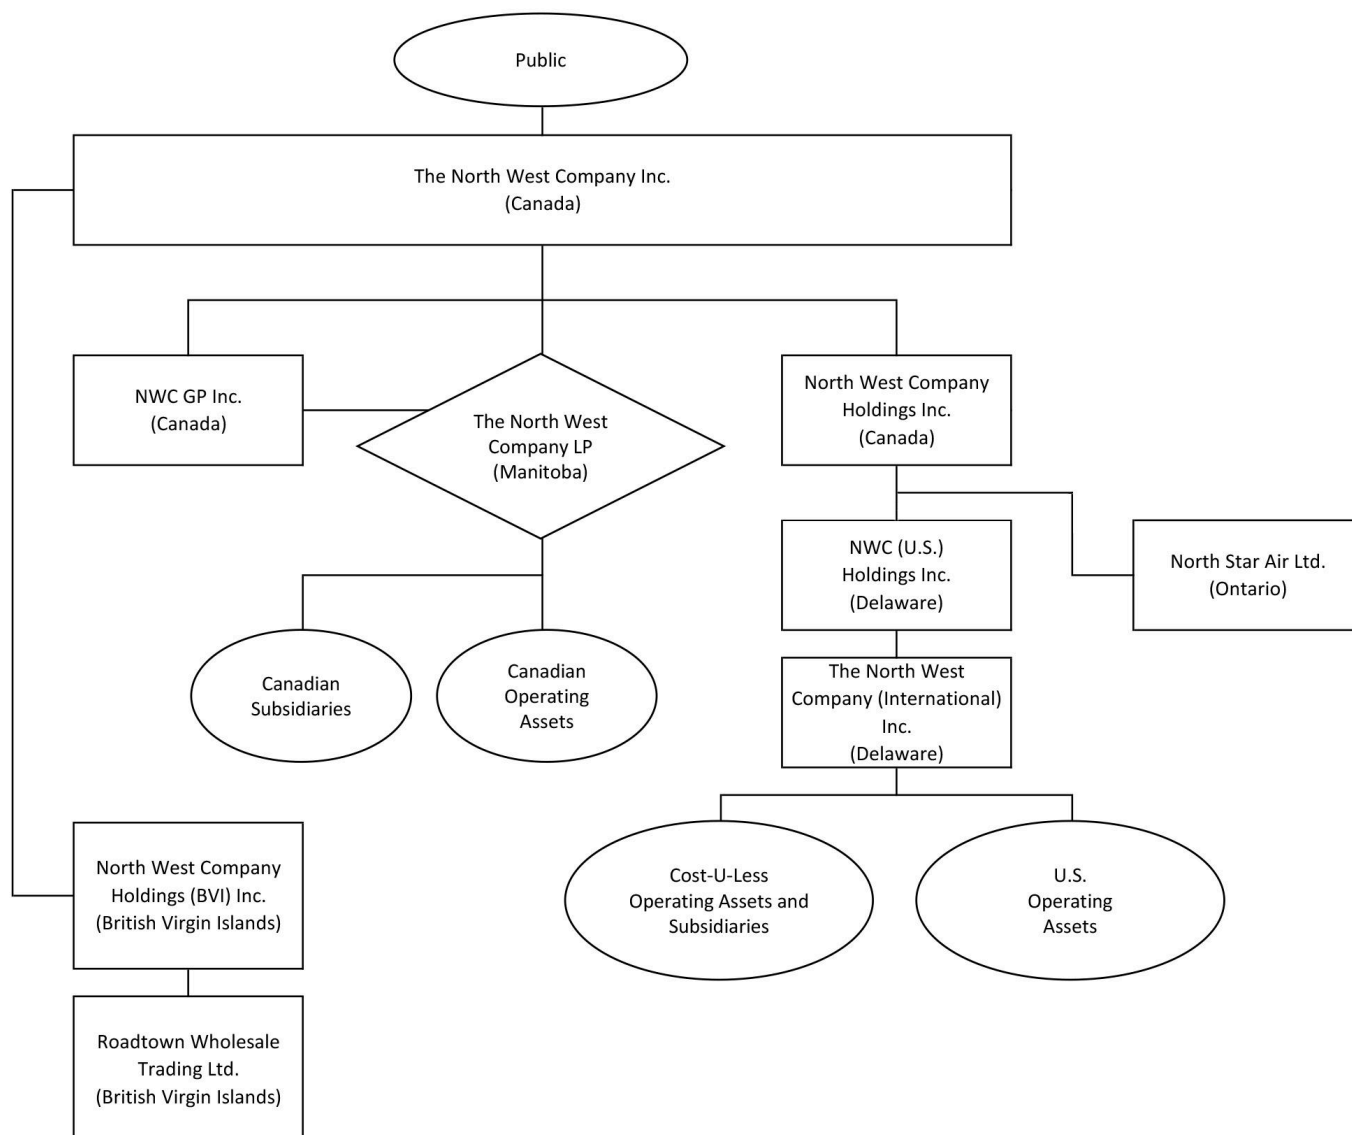 Public
The North West Company Inc.
(Canada)
NWC GP Inc.
(Canada)
The North West
Company LP
(Manitoba)
North West Company
Holdings Inc.
(Canada)
NWC (U.S.)
Holdings Inc.
(Delaware)
North Star Air Ltd.
(Ontario)
Canadian
Subsidiaries
Canadian
Operating
Assets
The North West
Company (International)
Inc.
(Delaware)
North West Company
Holdings (BVI) Inc.
(British Virgin Islands)
Cost-U-Less
Operating Assets and
Subsidiaries
U.S.
Operating
Assets
Roadtown Wholesale
Trading Ltd.
(British Virgin Islands)